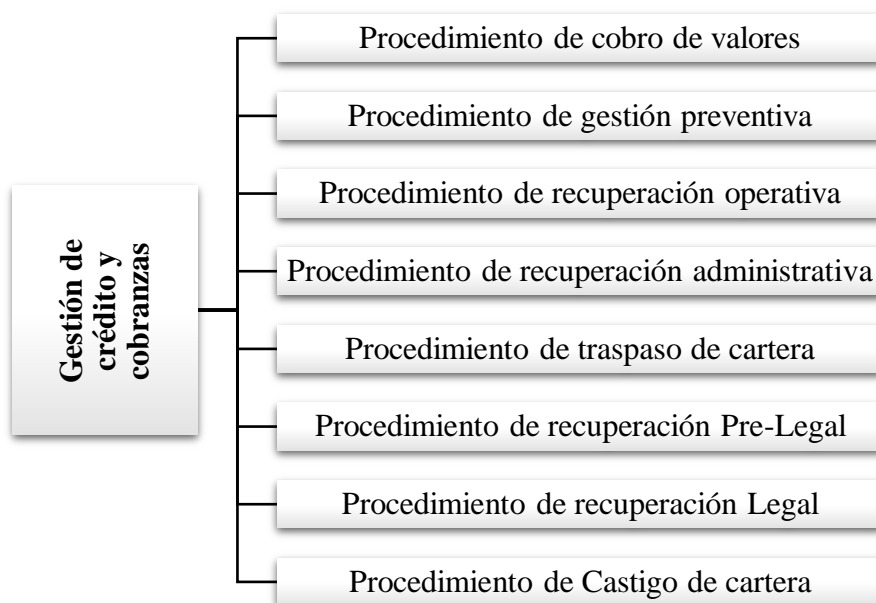 Gestión de
crédito y
cobranzas
Procedimiento de cobro de valores
Procedimiento de gestión preventiva
Procedimiento de recuperación operativa
Procedimiento de recuperación administrativa
Procedimiento de traspaso de cartera
Procedimiento de recuperación Pre-Legal
Procedimiento de recuperación Legal
Procedimiento de Castigo de cartera